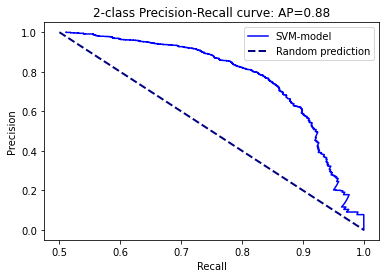 2-class Precision-Recall curve: AP=0.88
SVM-model
Random prediction
Precision
1.0
0.8
0.6
0.4
0.2
0.0
0.5 0.6 0.7 0.8 0.9 1.0
Recall